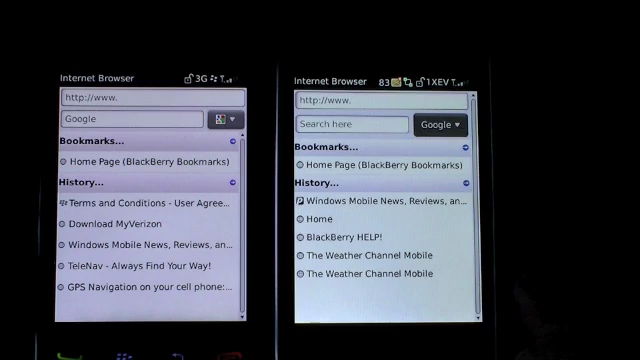 Internet Browser 3G
http://www.
Google
Bookmarks...
Home Page (BlackBerry Bookmarks)
History...
Terms and Conditions - User Agree...
Download MyVerizon
Windows Mobile News, Reviews, an...
TeleNav - Always Find Your Way!
GPS Navigation on your cell phone:...
Internet Browser 83 1XEV
http://www.
Search here Google
Bookmarks...
Home Page (BlackBerry Bookmarks)
History...
Windows Mobile News, Reviews, an...
Home
BlackBerry HELP!
The Weather Channel Mobile
The Weather Channel Mobile